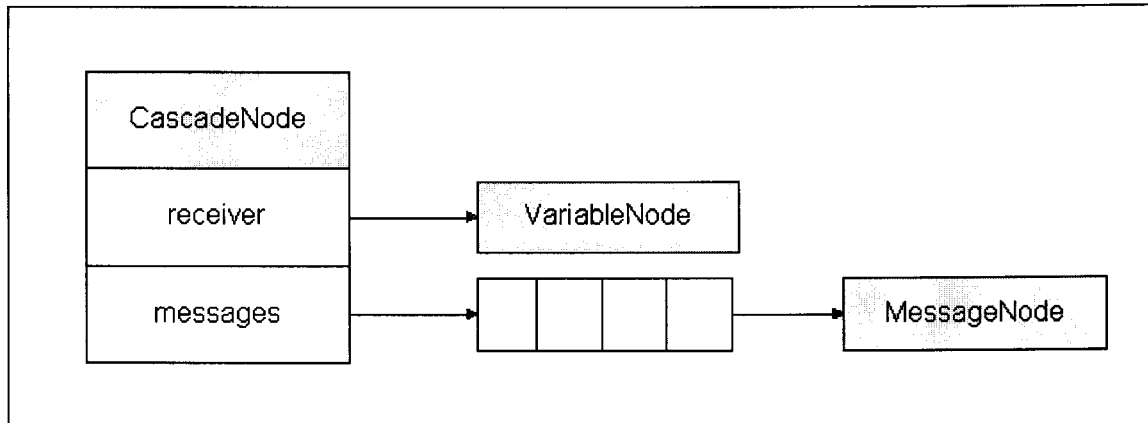 CascadeNode
receiver
VariableNode
messages
MessageNode